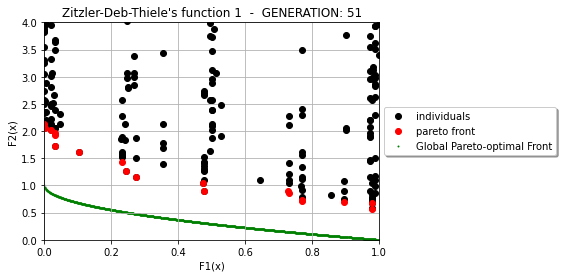 Zitzler-Deb-Thiele's function 1  -  GENERATION: 51
4.0
3.5
3.0
2.5
2.0
1.5
1.0
0.5
0.0
F2(x)
0.0 0.2 0.4 0.6 0.8 1.0
F1(x)
individuals
pareto front
Global Pareto-optimal Front